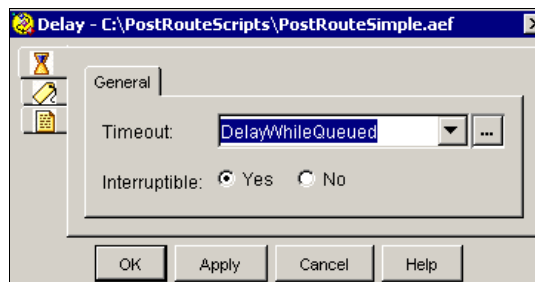 Delay - C:\PostRouteScripts\PostRouteSimple.aef
General
Timeout: DelayWhileQueued ...
Interruptible: Yes No
OK Apply Cancel Help